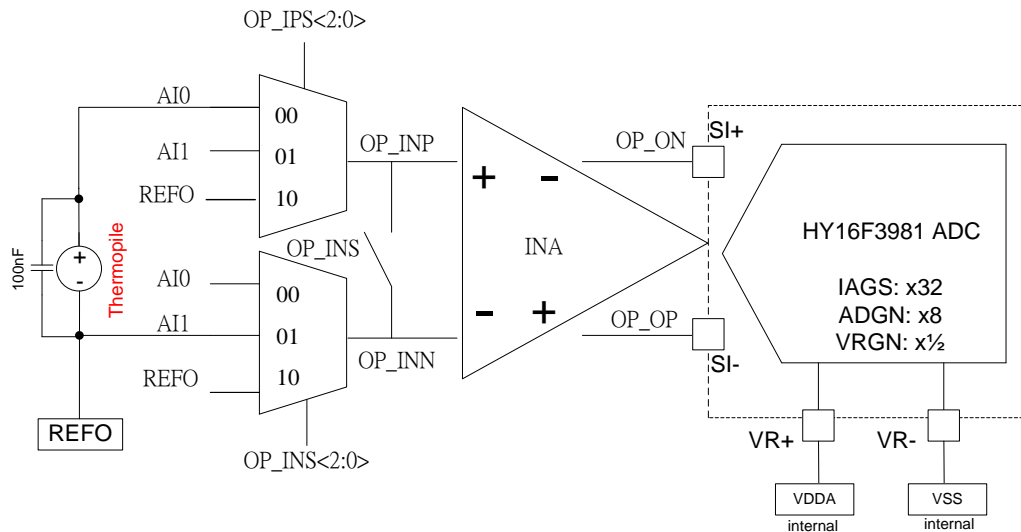 OP_IPS<2:0>
AI0
00
AI1
01
REFO
10
OP_INP
OP_INS
AI0
00
AI1
01
REFO
10
OP_INN
OP_INS<2:0>
100nF
+
-
Thermopile
REFO
+
-
INA
-
+
OP_ON
OP_OP
SI+
SI-
HY16F3981 ADC
IAGS: x32
ADGN: x8
VRGN: x½
VR+
VR-
VDDA
internal
VSS
internal